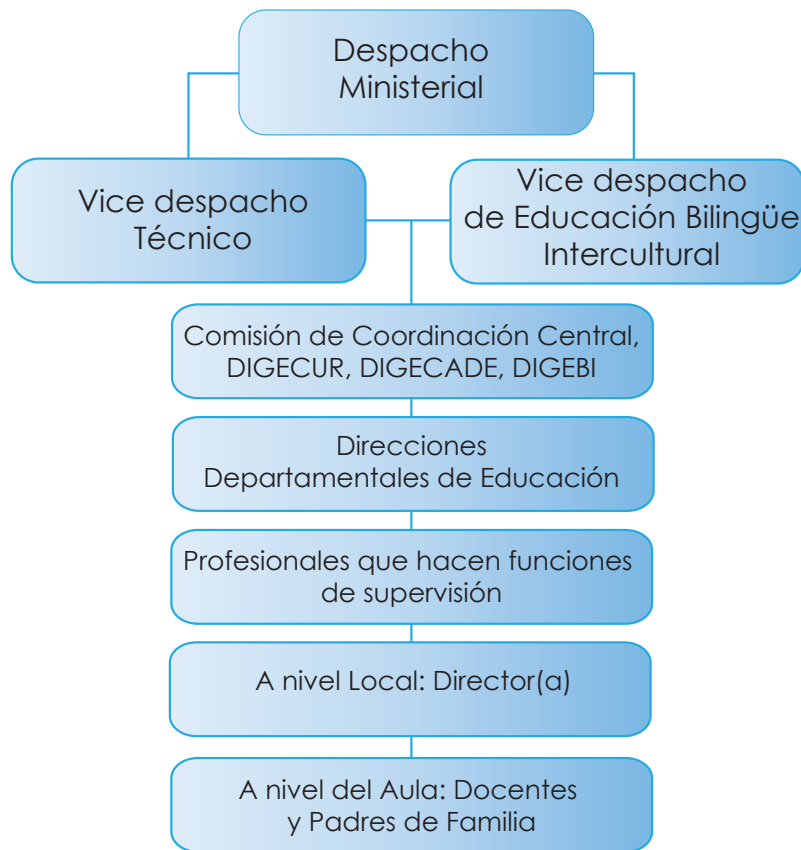 Despacho
Ministerial
Vice despacho
Técnico
Vice despacho
de Educación Bilingüe
Intercultural
Comisión de Coordinación Central,
DIGECUR, DIGECADE, DIGEBI
Direcciones
Departamentales de Educación
Profesionales que hacen funciones
de supervisión
A nivel Local: Director(a)
A nivel del Aula: Docentes
y Padres de Familia